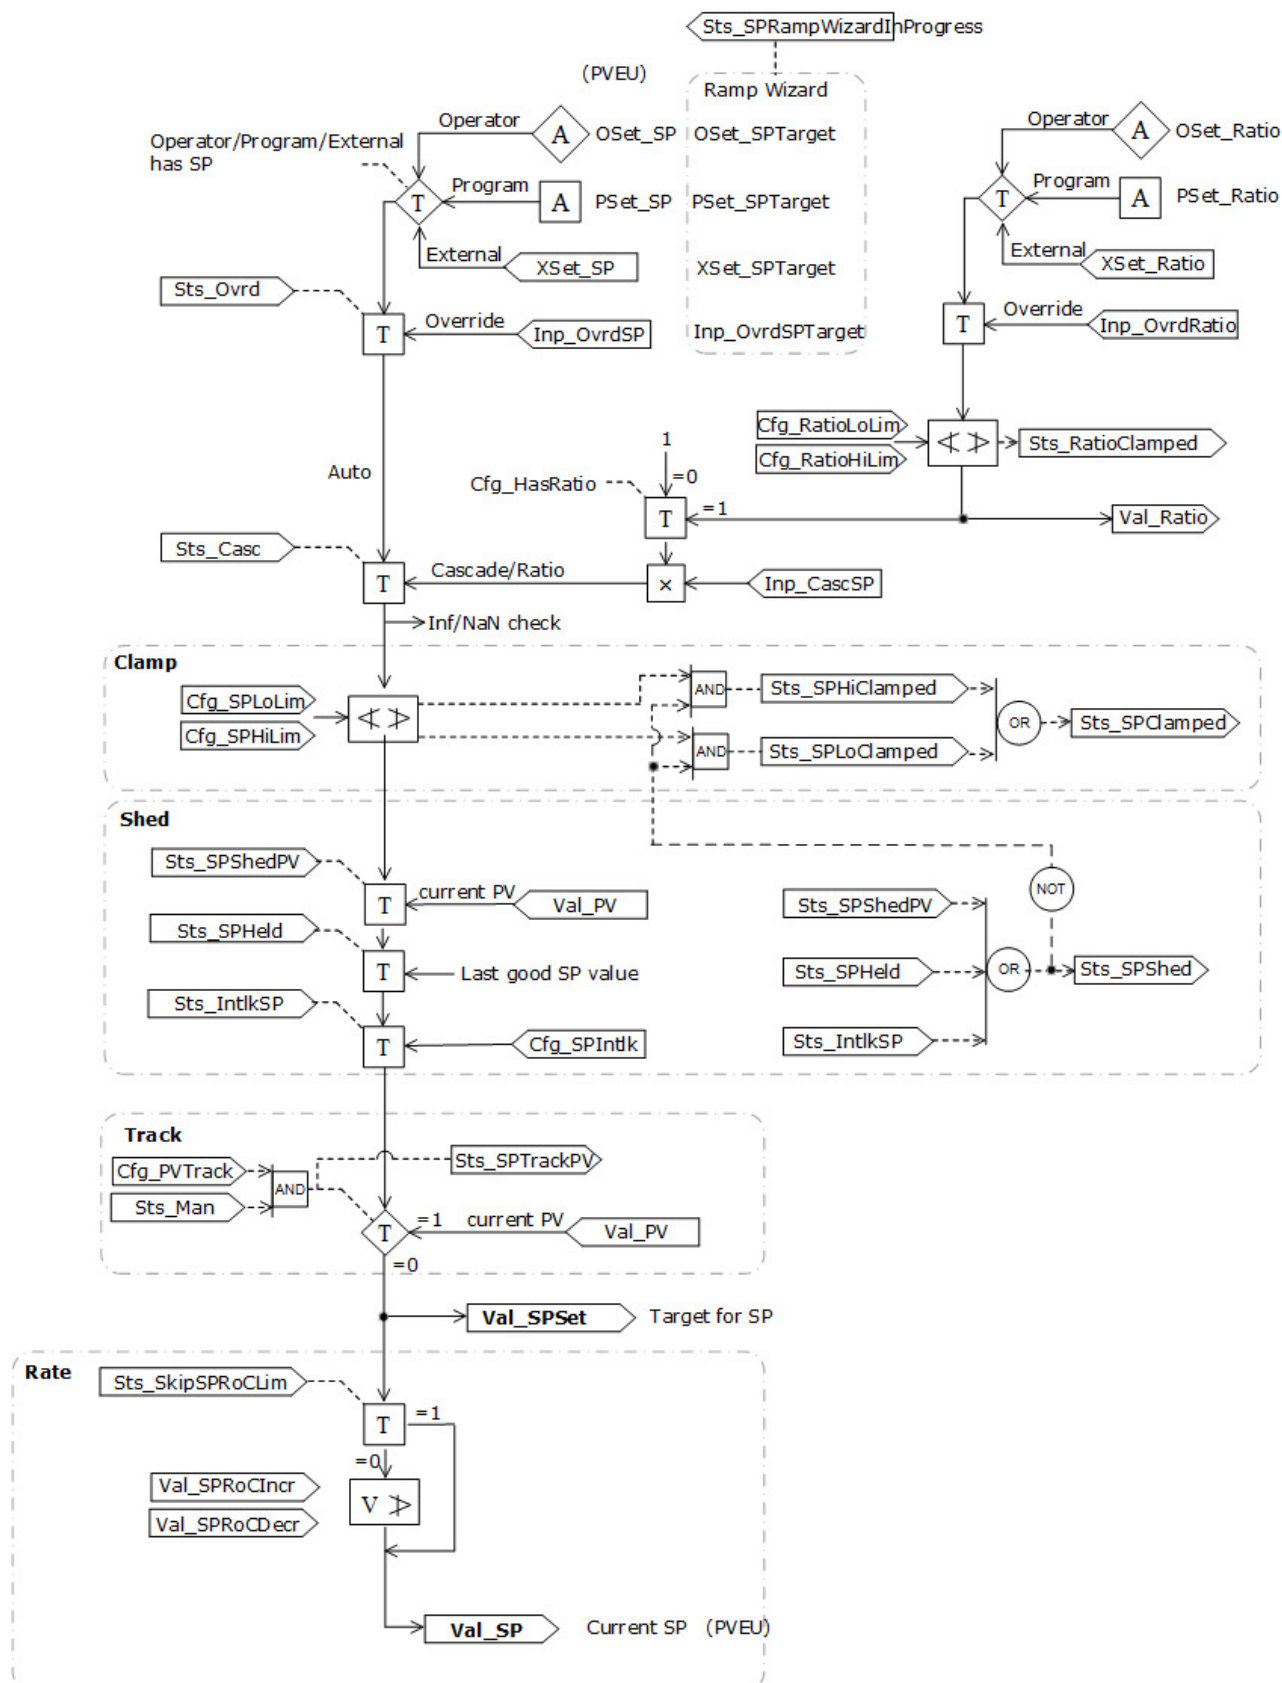 Sts_SPRampWizardInProgress
(PVEU)
Ramp Wizard
Operator/Program/External
has SP
Operator
A
OSet_SP
OSet_SPTarget
Operator
A
OSet_Ratio
T
Program
A
PSet_SP
PSet_SPTarget
T
Program
A
PSet_Ratio
External
XSet_SP
XSet_SPTarget
External
XSet_Ratio
Sts_Ovrd
T
Override
Inp_OvrdSP
Inp_OvrdSPTarget
T
Override
Inp_OvrdRatio
Cfg_RatioLoLim
Cfg_RatioHiLim
Sts_RatioClamped
1
=0
Auto
Cfg_HasRatio
T
=1
Val_Ratio
Sts_Casc
T
Cascade/Ratio
×
Inp_CascSP
Inf/NaN check
Clamp
Cfg_SPLoLim
Cfg_SPHiLim
AND
Sts_SPHiClamped
OR
Sts_SPClamped
AND
Sts_SPLoClamped
Shed
Sts_SPShedPV
T
current PV
Val_PV
NOT
Sts_SPShedPV
Sts_SPHeld
T
Last good SP value
Sts_SPHeld
OR
Sts_SPShed
Sts_IntlkSP
T
Cfg_SPIntlk
Sts_IntlkSP
Track
Cfg_PVTrack
Sts_Man
AND
Sts_SPTrackPV
T
=1
current PV
Val_PV
=0
Val_SPSet
Target for SP
Rate
Sts_SkipSPRoCLim
T
=1
=0
Val_SPRoCIncr
Val_SPRoCDecr
V
Val_SP
Current SP (PVEU)